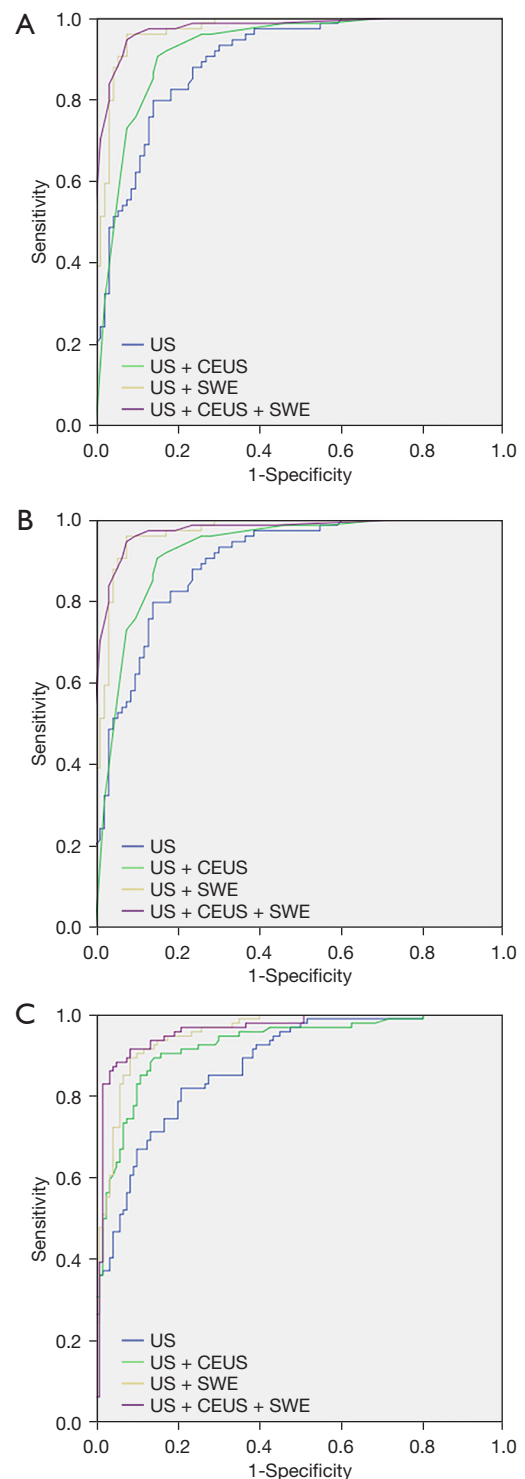 A
1.0
0.8
0.6
0.4
0.2
0.0
Sensitivity
US
US + CEUS
US + SWE
US + CEUS + SWE
0.0 0.2 0.4 0.6 0.8 1.0
1-Specificity
B
1.0
0.8
0.6
0.4
0.2
0.0
Sensitivity
US
US + CEUS
US + SWE
US + CEUS + SWE
0.0 0.2 0.4 0.6 0.8 1.0
1-Specificity
C
1.0
0.8
0.6
0.4
0.2
0.0
Sensitivity
US
US + CEUS
US + SWE
US + CEUS + SWE
0.0 0.2 0.4 0.6 0.8 1.0
1-Specificity